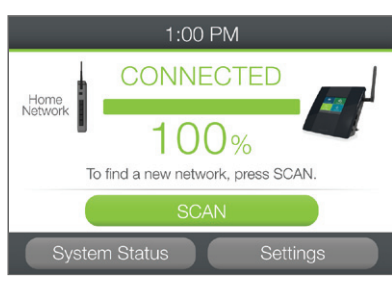 1:00 PM
CONNECTED
Home
Network
100%
To find a new network, press SCAN.
SCAN
System Status
Settings